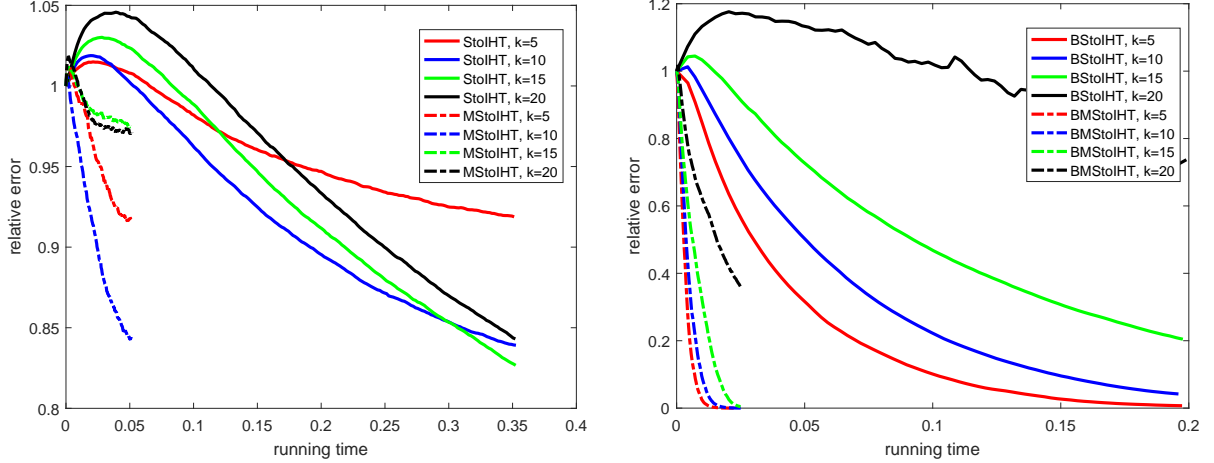 StoIHT, k=5
StoIHT, k=10
StoIHT, k=15
StoIHT, k=20
MStoIHT, k=5
MStoIHT, k=10
MStoIHT, k=15
MStoIHT, k=20
1.05
1
0.95
0.9
0.85
0.8
relative error
0 0.05 0.1 0.15 0.2 0.25 0.3 0.35 0.4
running time
BStoIHT, k=5
BStoIHT, k=10
BStoIHT, k=15
BStoIHT, k=20
BMStoIHT, k=5
BMStoIHT, k=10
BMStoIHT, k=15
BMStoIHT, k=20
1.2
1
0.8
0.6
0.4
0.2
0
relative error
0 0.05 0.1 0.15 0.2
running time